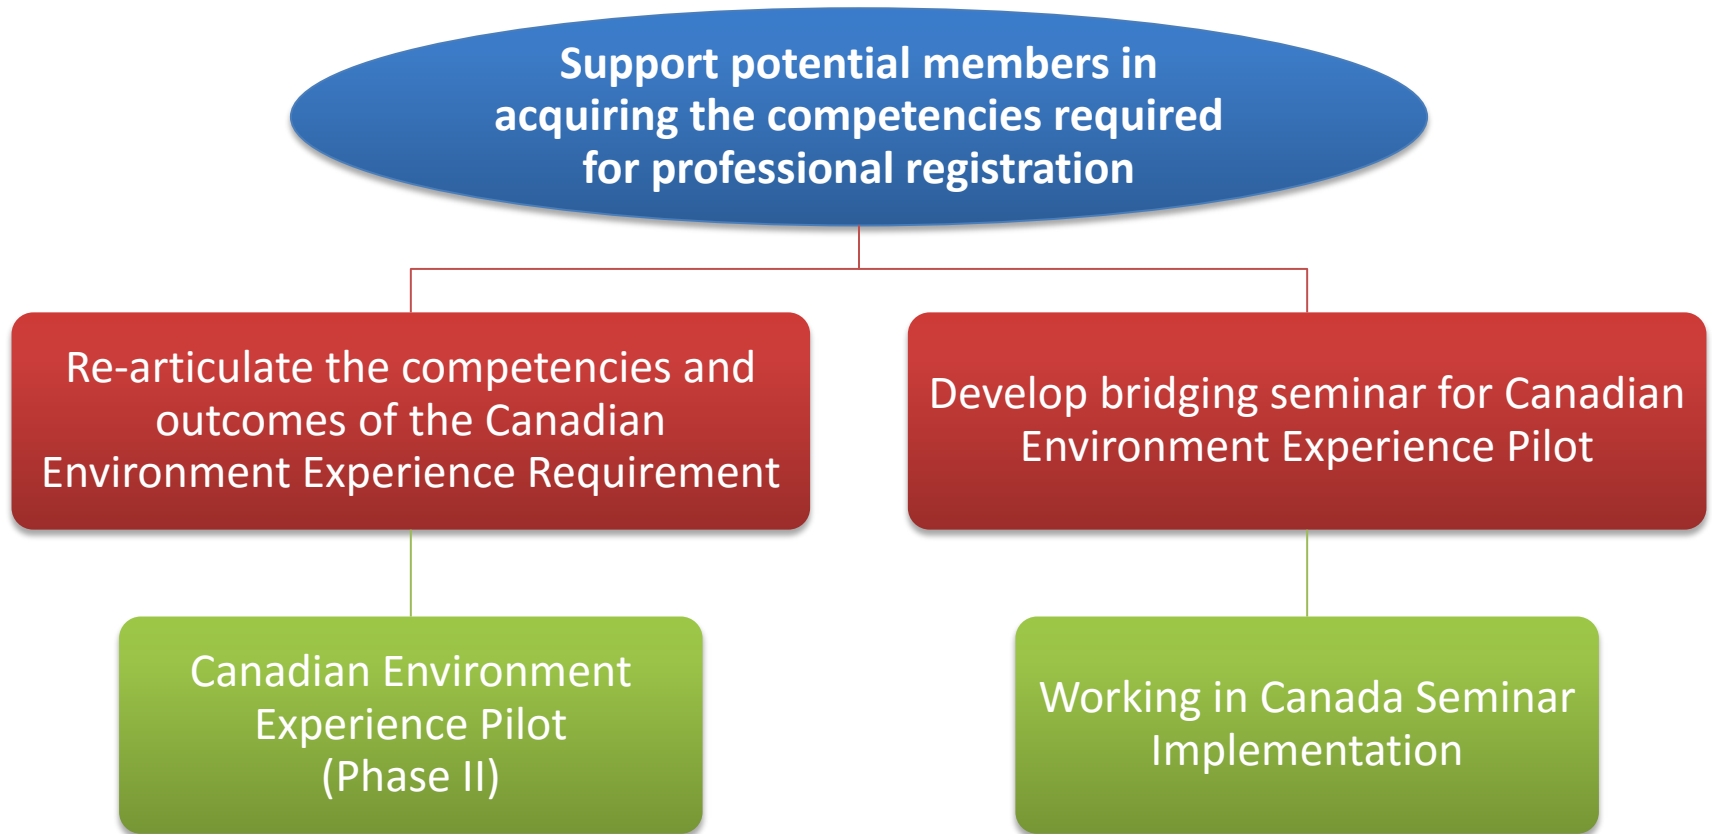 Support potential members in
acquiring the competencies required
for professional registration
Re-articulate the competencies and
outcomes of the Canadian
Environment Experience Requirement
Develop bridging seminar for Canadian
Environment Experience Pilot
Canadian Environment
Experience Pilot
(Phase II)
Working in Canada Seminar
Implementation